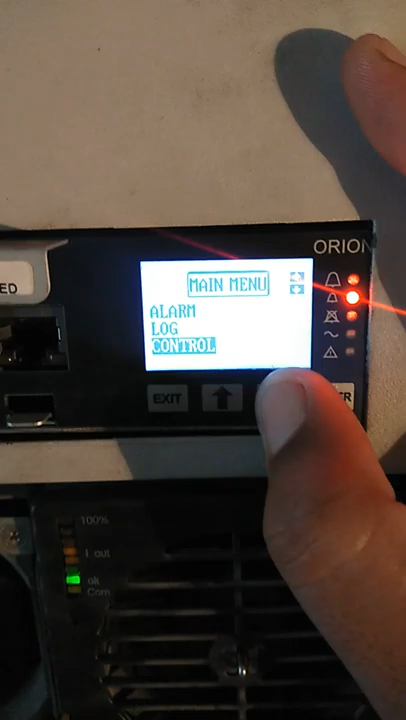 ORION
ED
MAIN MENU
ALARM
LOG
CONTROL
EXIT
100%
I out
ok
Com